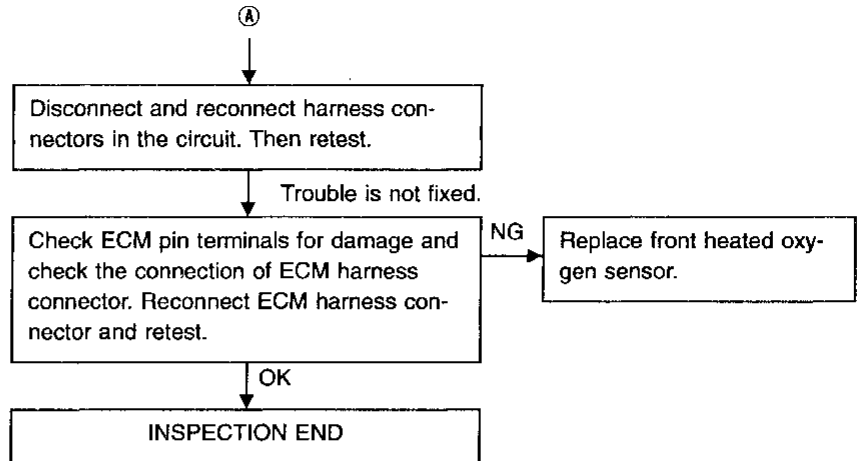 Ⓐ
Disconnect and reconnect harness con-
nectors in the circuit. Then retest.
Trouble is not fixed.
Check ECM pin terminals for damage and
check the connection of ECM harness
connector. Reconnect ECM harness con-
nector and retest.
NG
Replace front heated oxy-
gen sensor.
OK
INSPECTION END